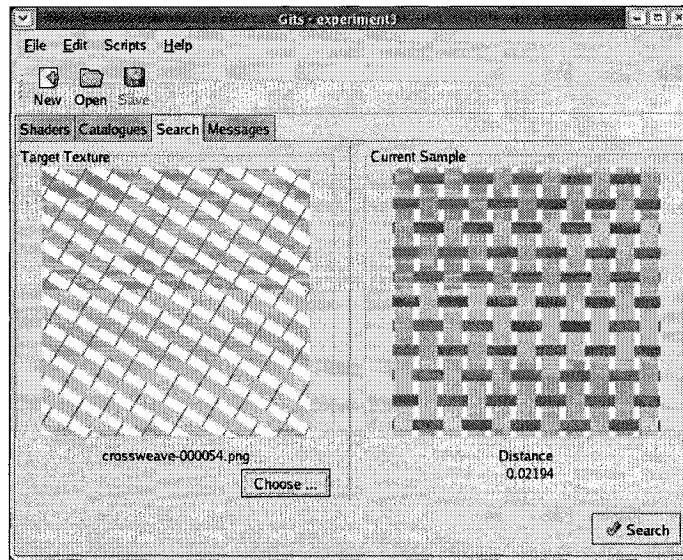 Gits - experiment3
File Edit Scripts Help
New Open Save
Shaders Catalogues Search Messages
Target Texture
Current Sample
crossweave-000054.png
Choose ...
Distance
0.02194
Search